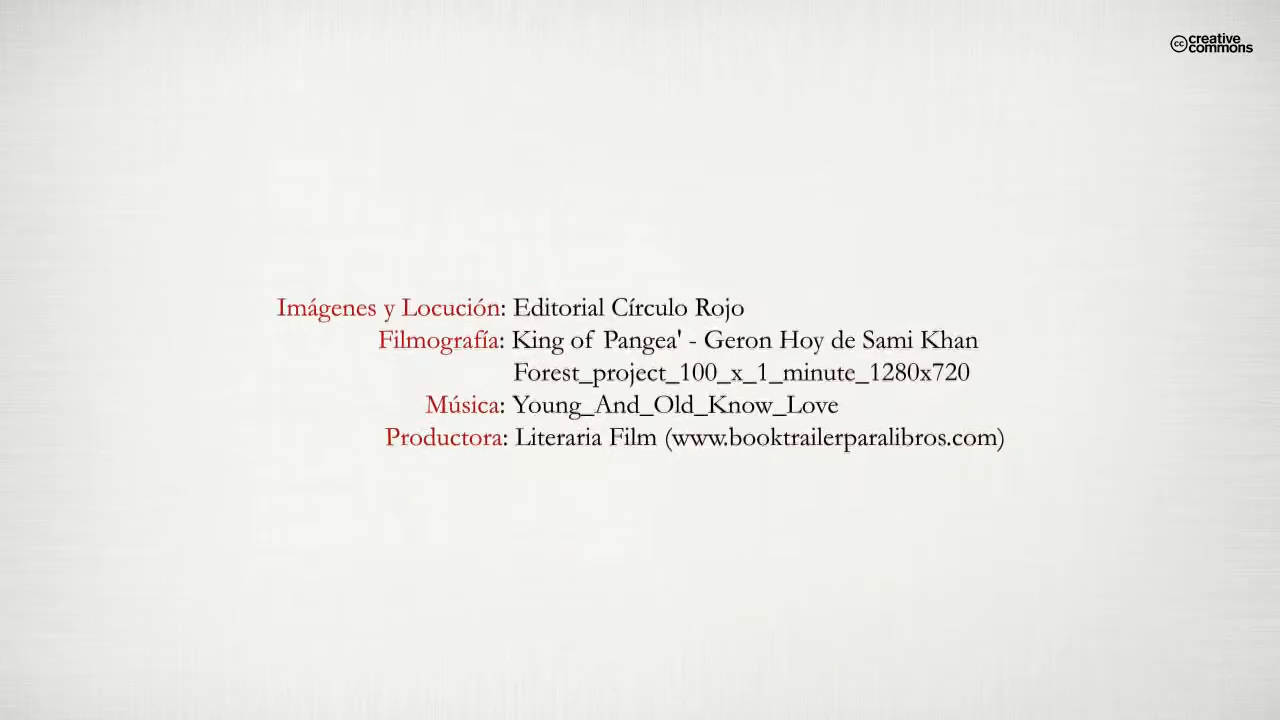 creative
commons
Imágenes y Locución: Editorial Círculo Rojo
Filmografía: King of Pangea' - Geron Hoy de Sami Khan
Forest_project_100_x_1_minute_1280x720
Música: Young_And_Old_Know_Love
Productora: Literaria Film (www.booktrailerparalibros.com)